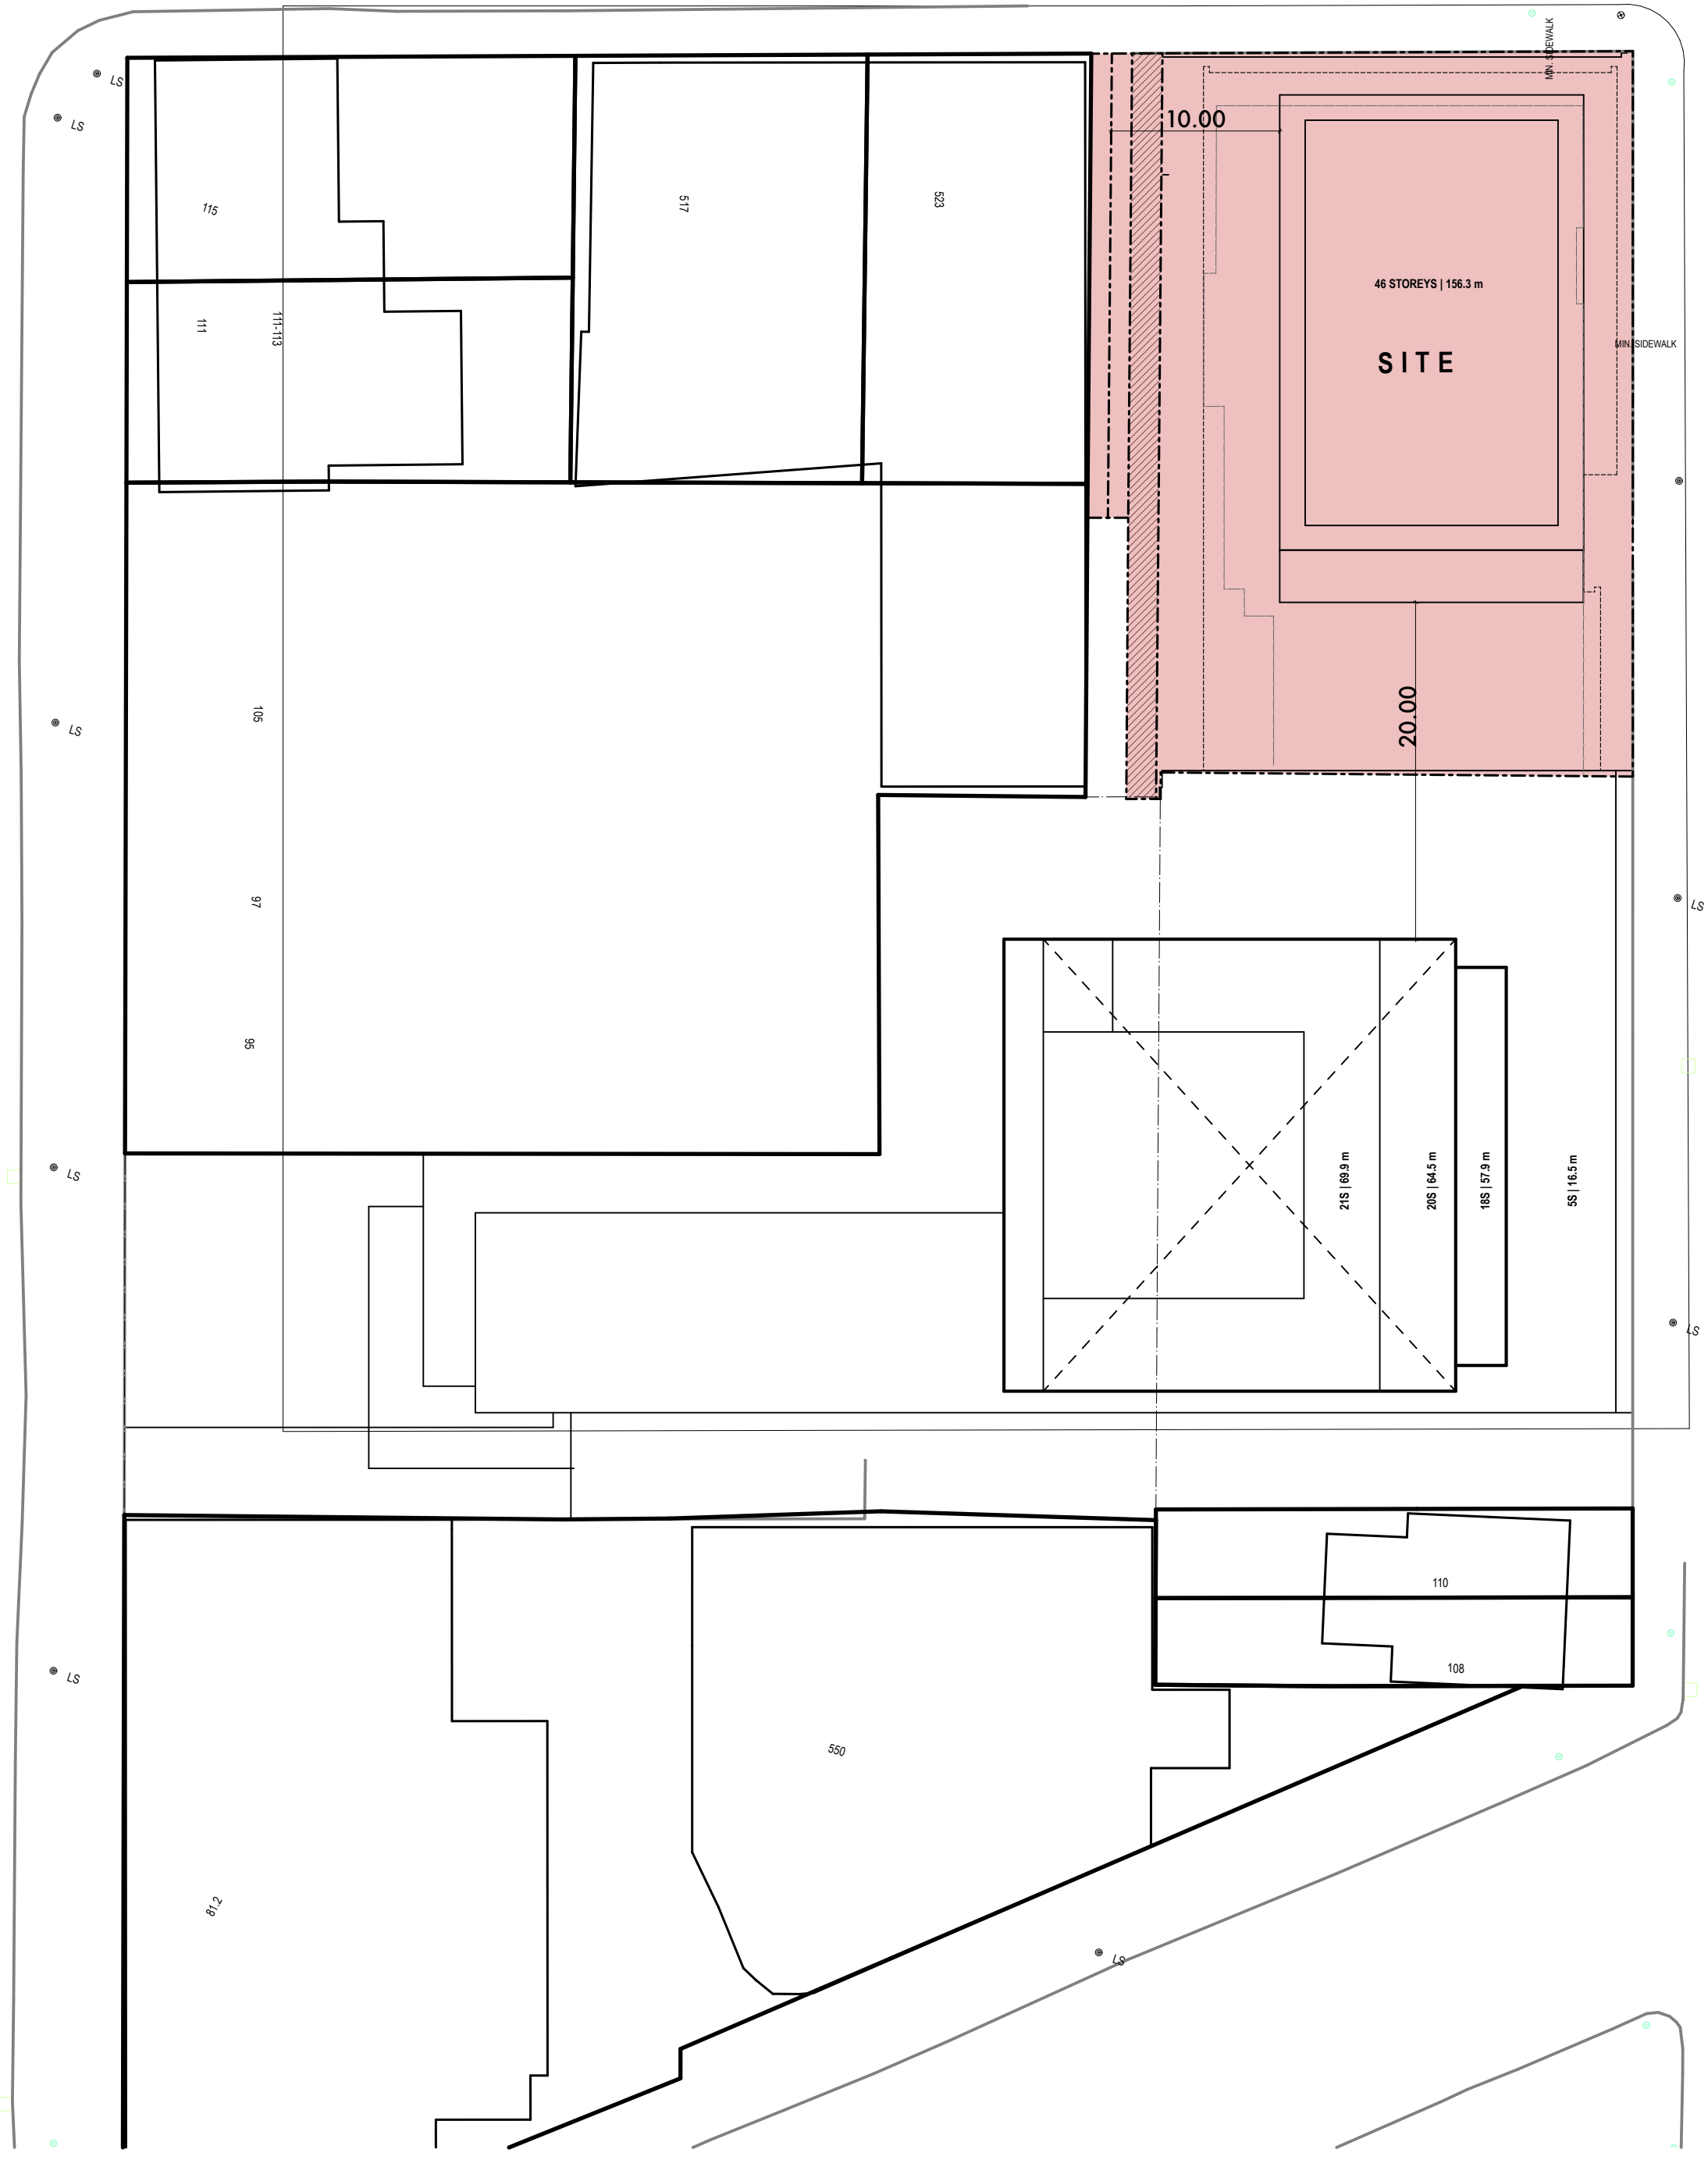 MIN. SIDEWALK
LS
LS
10.00
115
517
523
46 STOREYS | 156.3 m
111
111-113
MIN. SIDEWALK
SITE
105
20.00
LS
97
LS
95
LS
21S | 69.9 m
20S | 64.5 m
18S | 57.9 m
5S | 16.5 m
LS
110
108
LS
550
81.2
LS